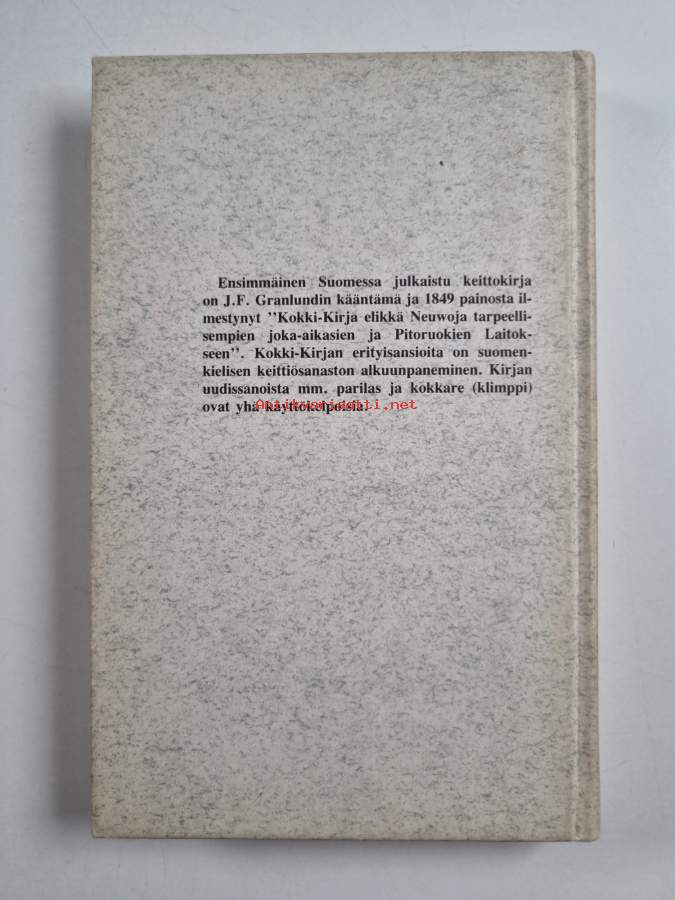 Ensimmäinen Suomessa julkaistu keittokirja
on J.F. Granlundin kääntämä ja 1849 painosta il-
mestynyt ”Kokki-Kirja elikkä Neuwoja tarpeelli-
sempien joka-aikasien ja Pitoruokien Laitok-
seen”. Kokki-Kirjan erityisansioita on suomen-
kielisen keittiösanaston alkuunpaneminen. Kirjan
uudissanoista mm. parilas ja kokkare (klimppi)
ovat yhä käyttökelpoisia.
Antikvariaatti.net